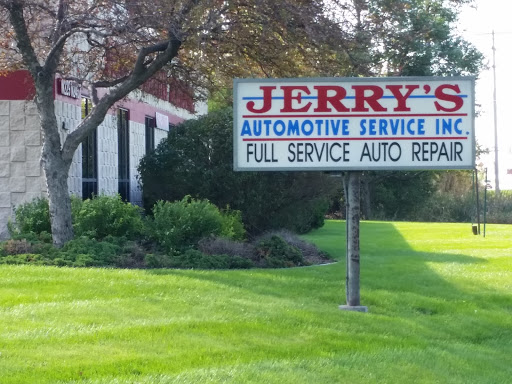 JERRY'S
AUTOMOTIVE SERVICE INC.
FULL SERVICE AUTO REPAIR